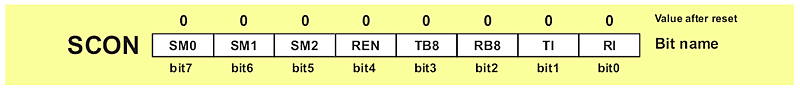 0 0 0 0 0 0 0 0 Value after reset
SCON SM0 SM1 SM2 REN TB8 RB8 TI RI Bit name
bit7 bit6 bit5 bit4 bit3 bit2 bit1 bit0